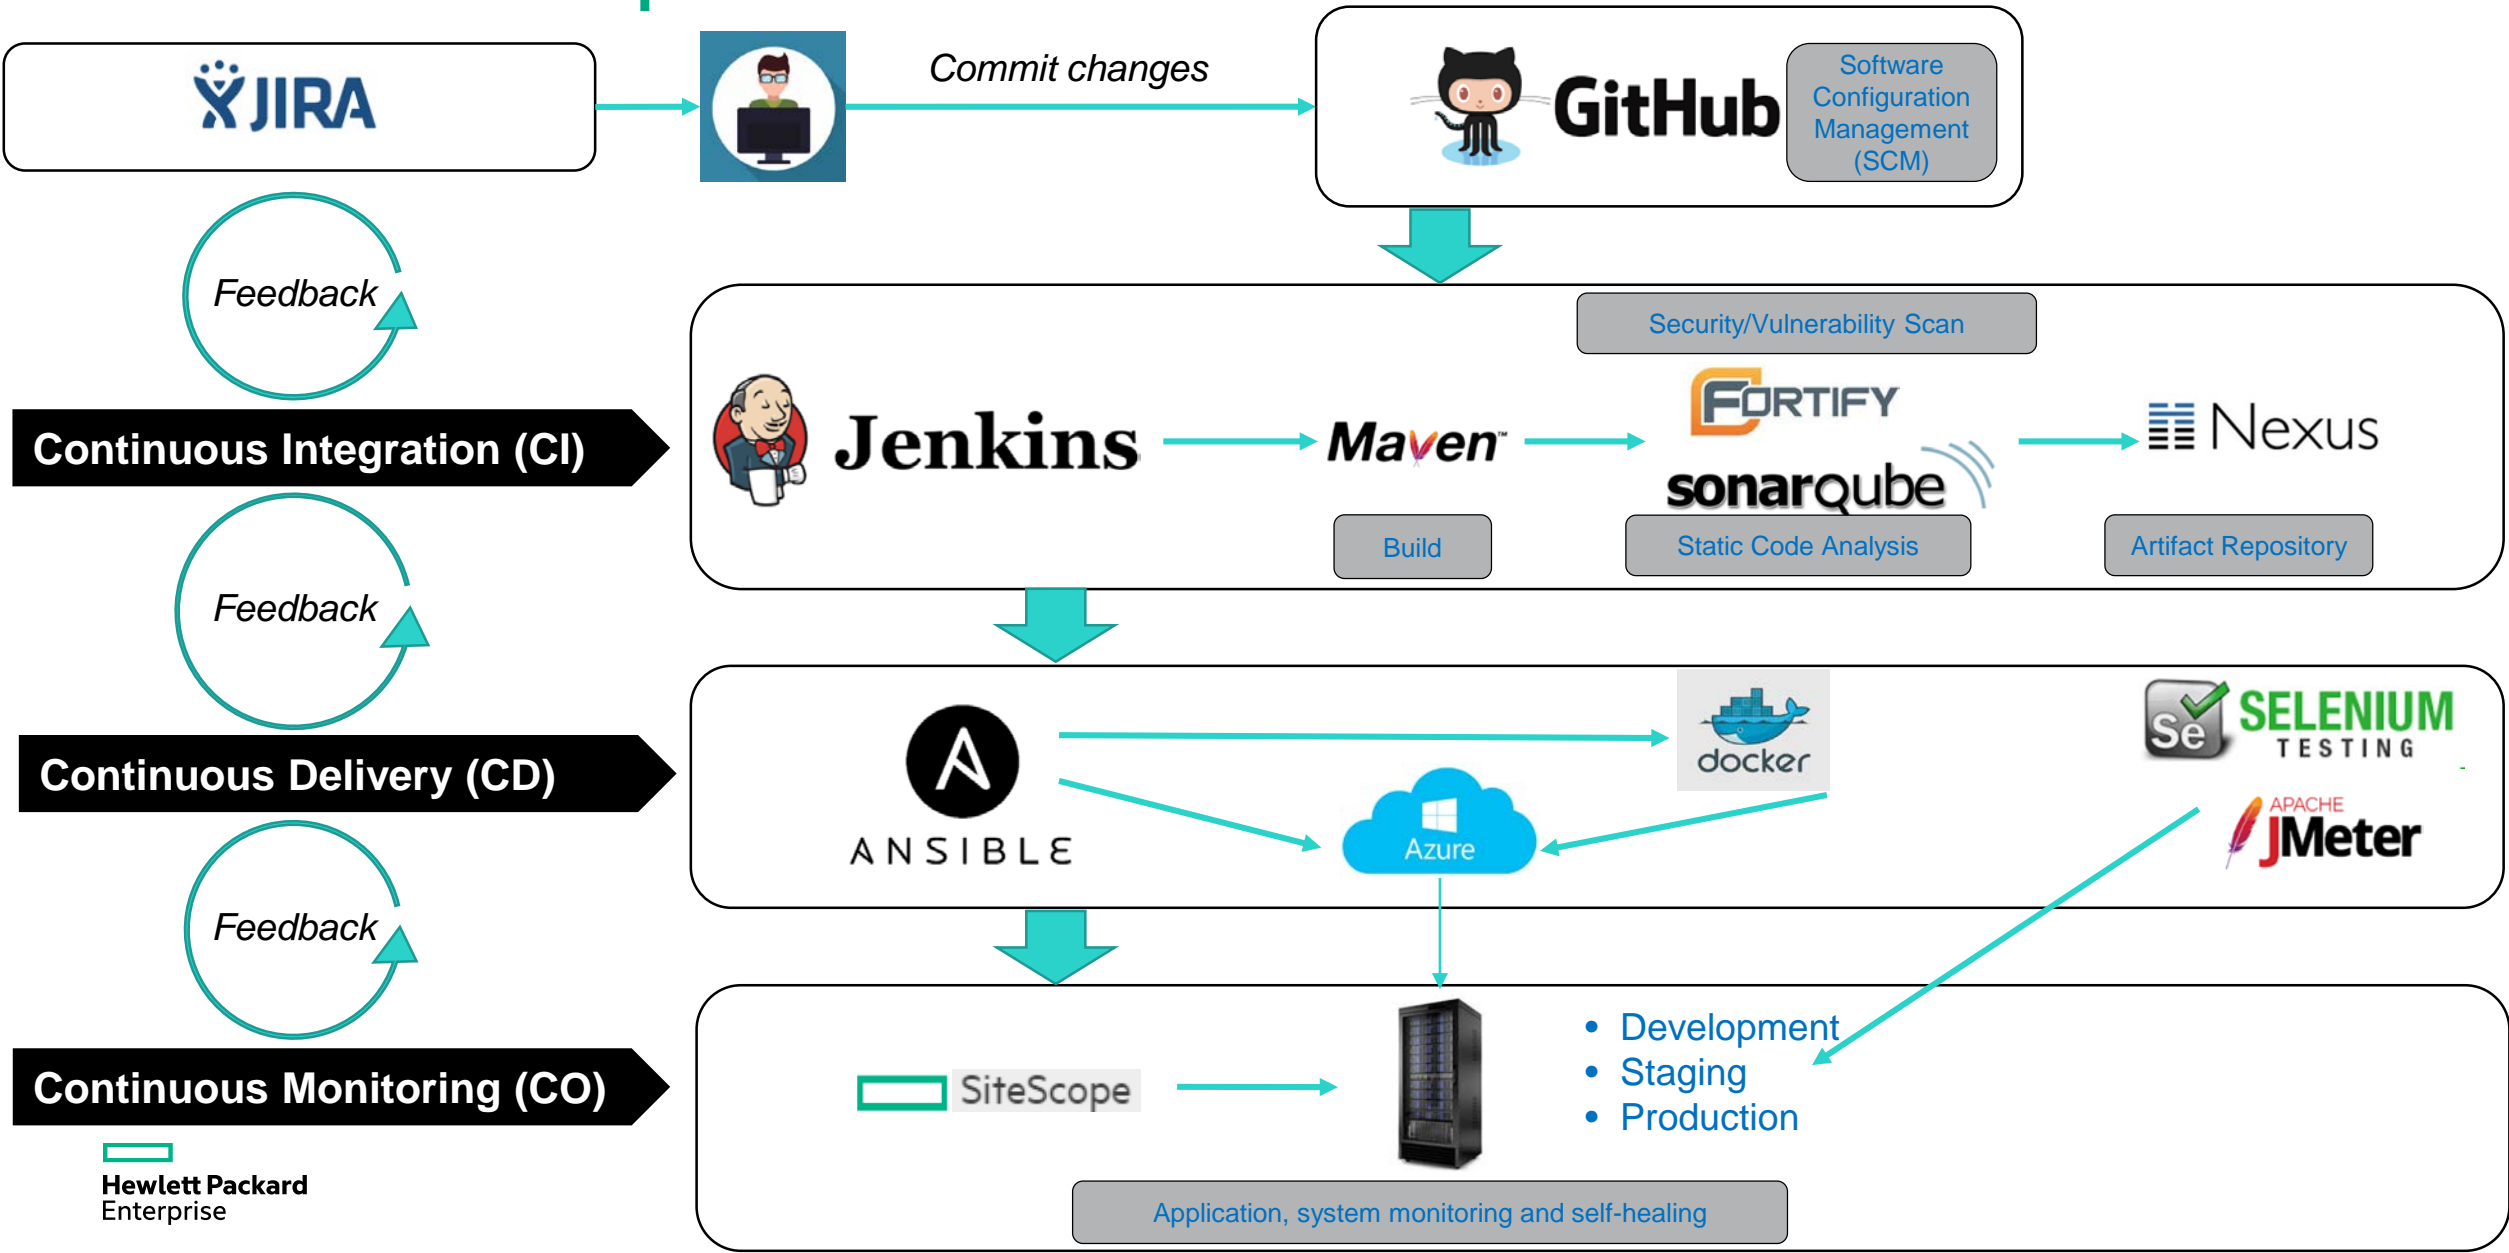 JIRA
Commit changes
GitHub
Software
Configuration
Management
(SCM)
Feedback
Security/Vulnerability Scan
FORTIFY
Continuous Integration (CI)
Jenkins
Maven™
sonarqube
Nexus
Build
Static Code Analysis
Artifact Repository
Feedback
docker
Se
SELENIUM
TESTING
Continuous Delivery (CD)
ANSIBLE
Azure
APACHE
JMeter
Feedback
Continuous Monitoring (CO)
SiteScope
• Development
• Staging
• Production
Hewlett Packard
Enterprise
Application, system monitoring and self-healing